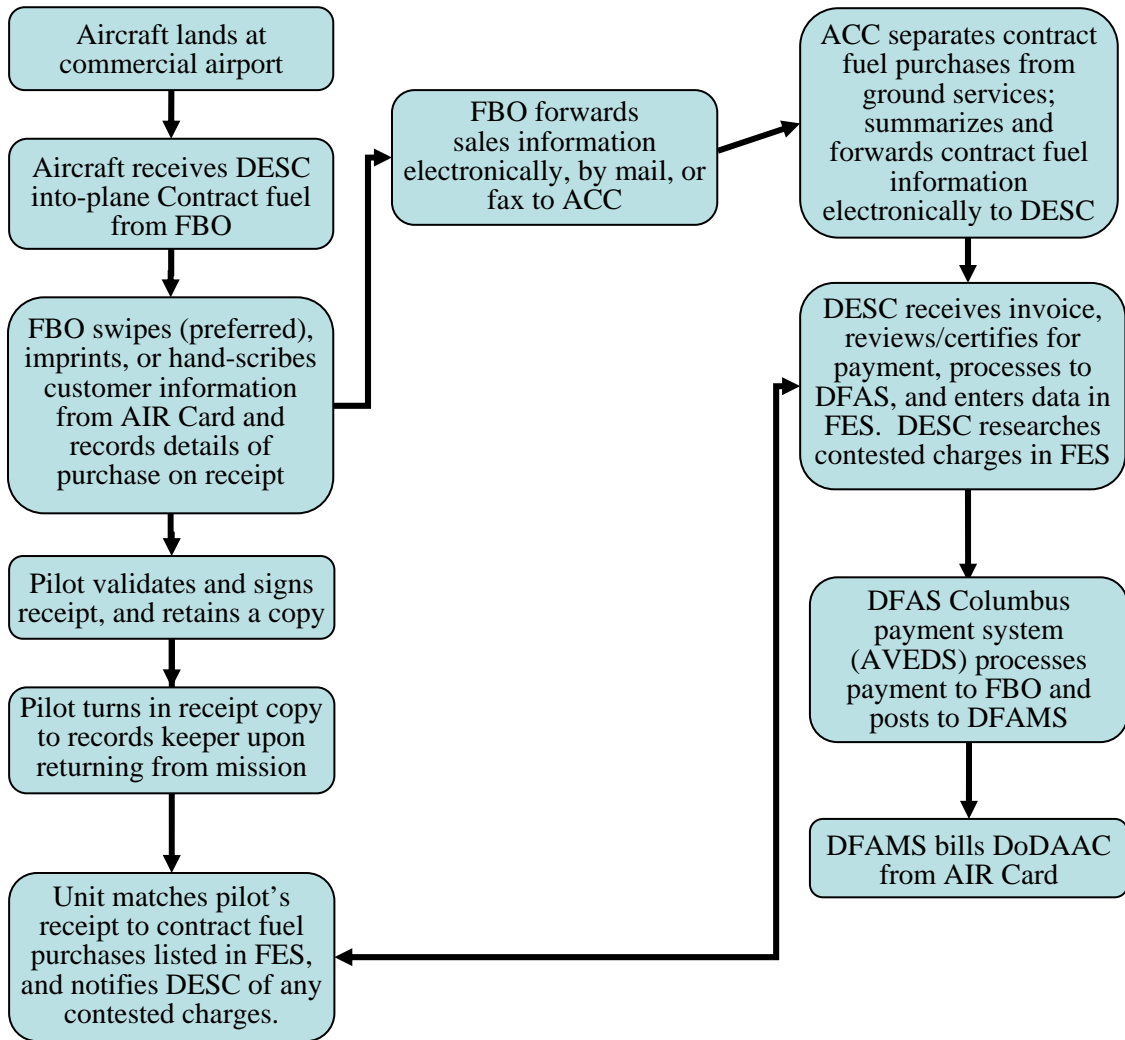 Aircraft lands at
commercial airport
Aircraft receives DESC
into-plane Contract fuel
from FBO
FBO swipes (preferred),
imprints, or hand-scribes
customer information
from AIR Card and
records details of
purchase on receipt
Pilot validates and signs
receipt, and retains a copy
Pilot turns in receipt copy
to records keeper upon
returning from mission
Unit matches pilot’s
receipt to contract fuel
purchases listed in FES,
and notifies DESC of any
contested charges.
FBO forwards
sales information
electronically, by mail, or
fax to ACC
ACC separates contract
fuel purchases from
ground services;
summarizes and
forwards contract fuel
information
electronically to DESC
DESC receives invoice,
reviews/certifies for
payment, processes to
DFAS, and enters data in
FES.  DESC researches
contested charges in FES
DFAS Columbus
payment system
(AVEDS) processes
payment to FBO and
posts to DFAMS
DFAMS bills DoDAAC
from AIR Card